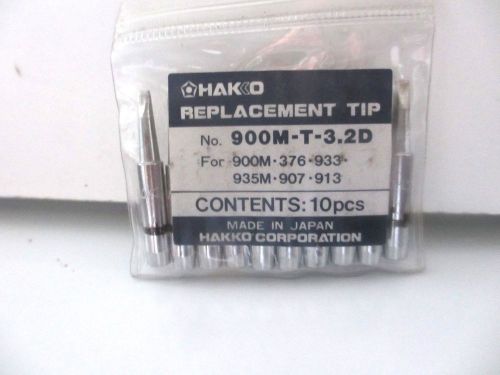 HAKKO
REPLACEMENT TIP
No. 900M-T-3.2D
For 900M·376·933·
935M·907·913
CONTENTS: 10pcs
MADE IN JAPAN
HAKKO CORPORATION